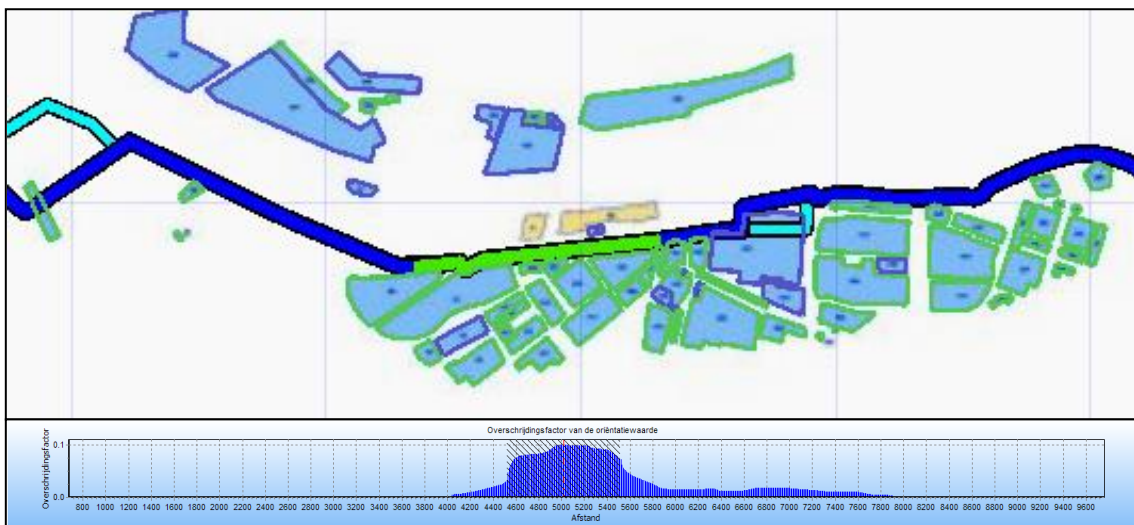 Overschrijdingsfactor van de oriëntatiewaarde
Overschrijdingsfactor
0.1
0.0
800 1000 1200 1400 1600 1800 2000 2200 2400 2600 2800 3000 3200 3400 3600 3800 4000 4200 4400 4600 4800 5000 5200 5400 5600 5800 6000 6200 6400 6600 6800 7000 7200 7400 7600 7800 8000 8200 8400 8600 8800 9000 9200 9400 9600
Afstand